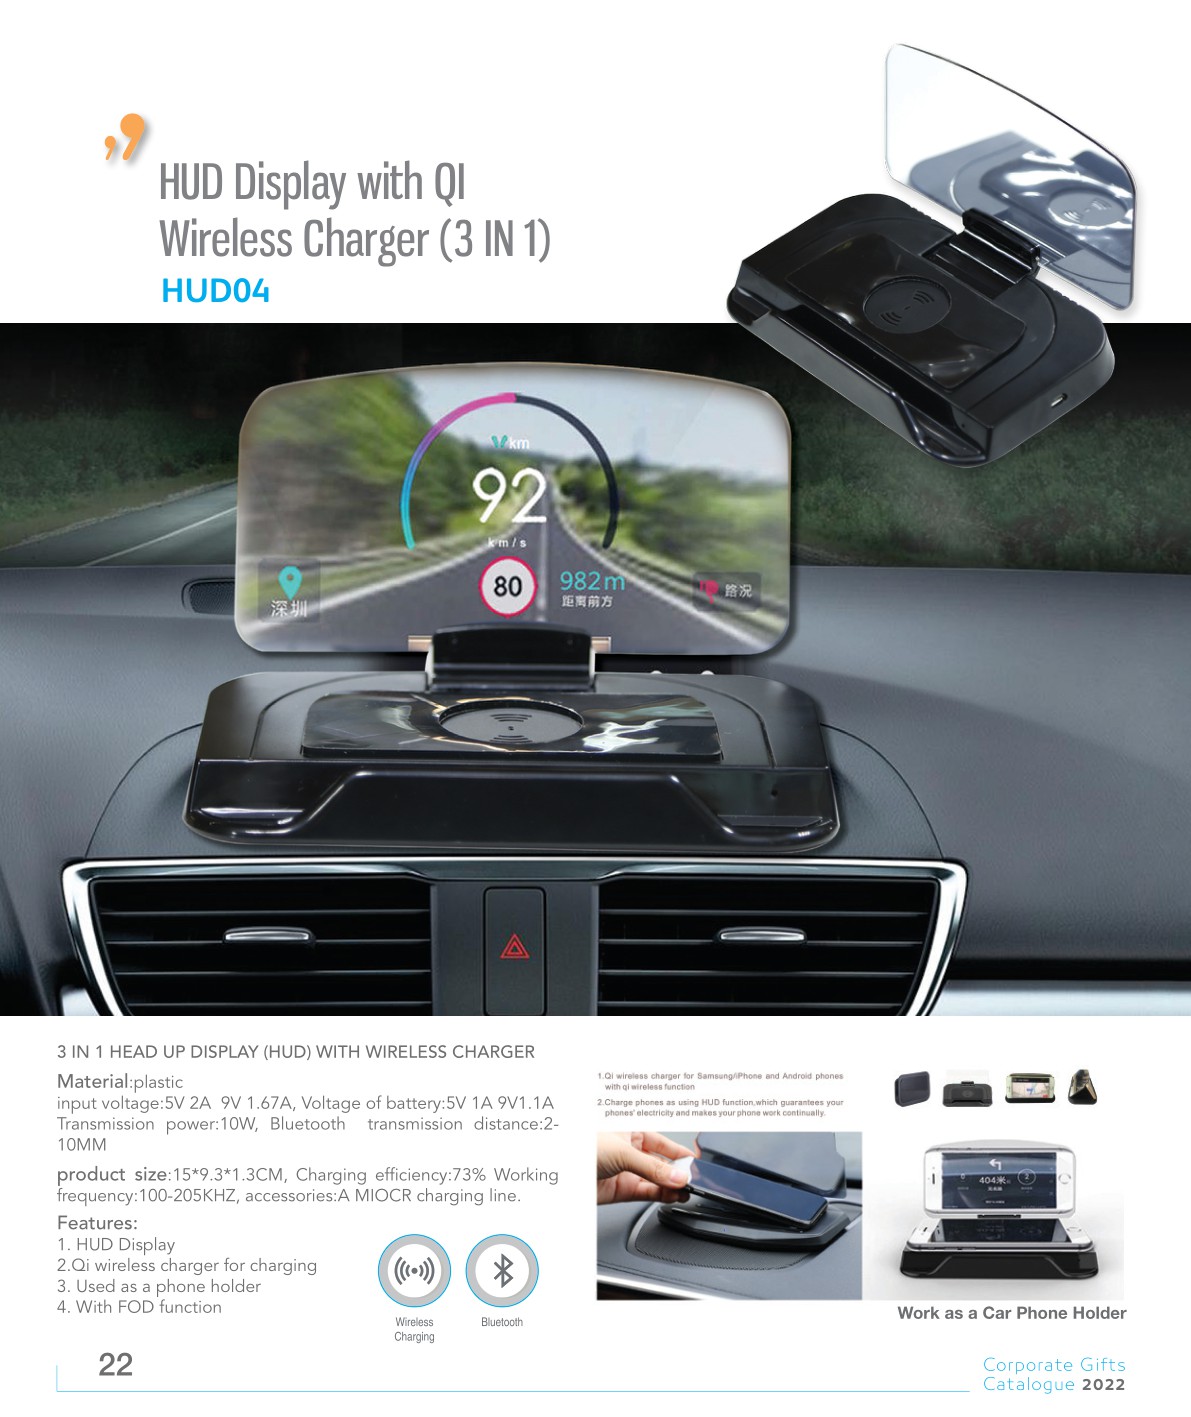 HUD Display with QI
Wireless Charger (3 IN 1)
HUD04
km
92
km/s
80
982m
距离前方
深圳
路况
3 IN 1 HEAD UP DISPLAY (HUD) WITH WIRELESS CHARGER
Material:plastic
input voltage:5V 2A 9V 1.67A, Voltage of battery:5V 1A 9V1.1A
Transmission power:10W, Bluetooth transmission distance:2-
10MM
product size:15*9.3*1.3CM, Charging efficiency:73% Working
frequency:100-205KHZ, accessories:A MIOCR charging line.
Features:
1. HUD Display
2.Qi wireless charger for charging
3. Used as a phone holder
4. With FOD function
Wireless
Charging
Bluetooth
1.Qi wireless charger for Samsung/iPhone and Android phones
with qi wireless function
2.Charge phones as using HUD function,which guarantees your
phones' electricity and makes your phone work continually.
404米
Work as a Car Phone Holder
22
Corporate Gifts
Catalogue 2022